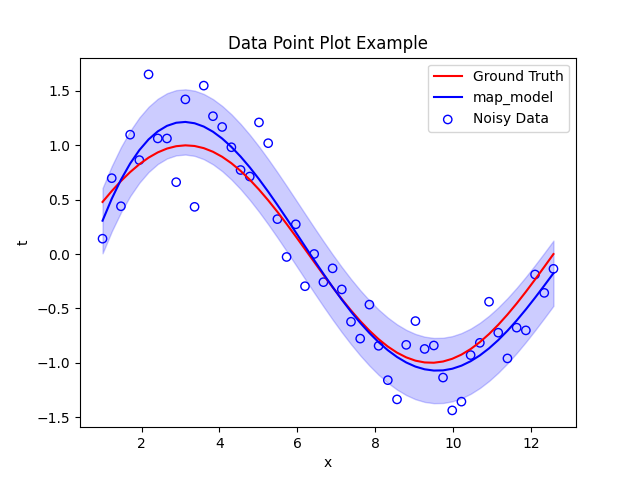 Data Point Plot Example
Ground Truth
map_model
Noisy Data
t
1.5
1.0
0.5
0.0
−0.5
−1.0
−1.5
2
4
6
8
10
12
x